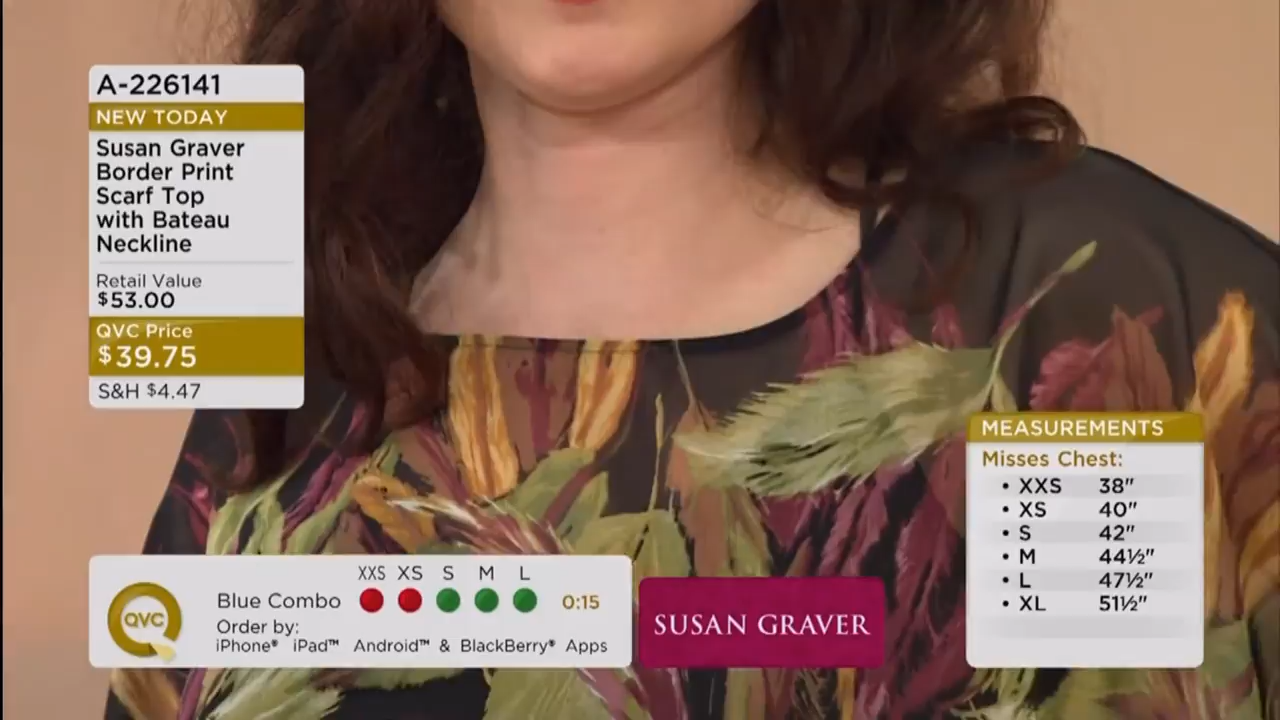 A-226141
NEW TODAY
Susan Graver
Border Print
Scarf Top
with Bateau
Neckline
Retail Value
$53.00
QVC Price
$39.75
S&H $4.47
MEASUREMENTS
Misses Chest:
• XXS 38"
• XS 40"
• S 42"
• M 44½"
• L 47½"
• XL 51½"
XXS XS S M L
QVC
Blue Combo 0:15
Order by:
iPhone® iPad™ Android™ & BlackBerry® Apps
SUSAN GRAVER